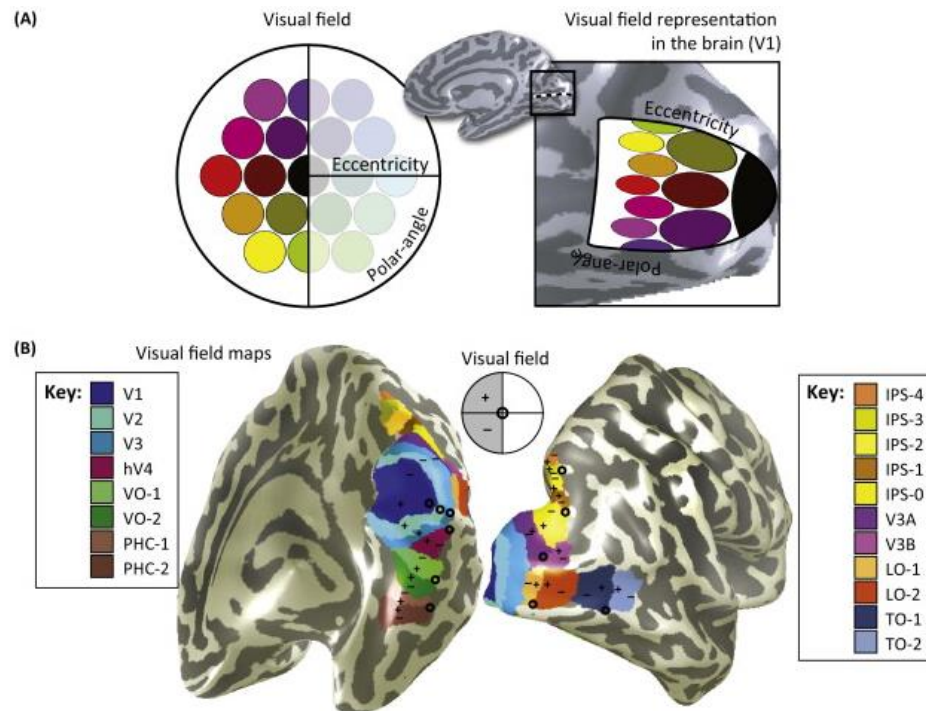 (A)
Visual field
Visual field representation
in the brain (V1)
Eccentricity
Polar-angle
Eccentricity
Polar-angle
(B)
Visual field maps
Visual field
+
−
Key:
V1
V2
V3
hV4
VO-1
VO-2
PHC-1
PHC-2
Key:
IPS-4
IPS-3
IPS-2
IPS-1
IPS-0
V3A
V3B
LO-1
LO-2
TO-1
TO-2